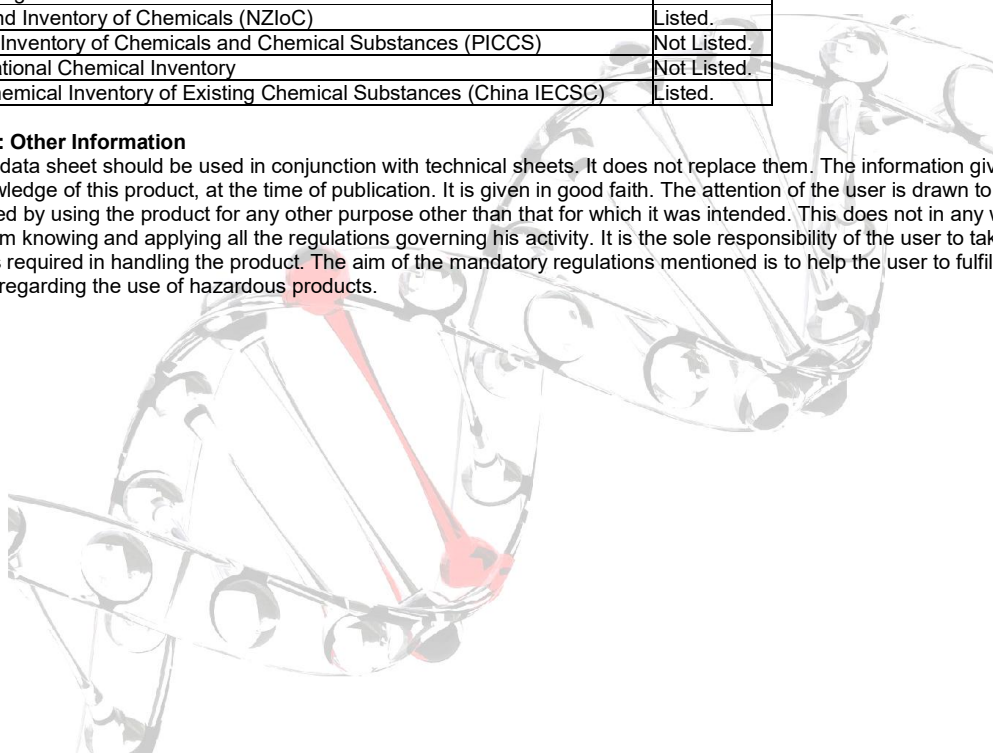 nd Inventory of Chemicals (NZIoC) Listed.
Inventory of Chemicals and Chemical Substances (PICCS) Not Listed.
ational Chemical Inventory Not Listed.
hemical Inventory of Existing Chemical Substances (China IECSC) Listed.
: Other Information
data sheet should be used in conjunction with technical sheets. It does not replace them. The information giv
wledge of this product, at the time of publication. It is given in good faith. The attention of the user is drawn to
ed by using the product for any other purpose other than that for which it was intended. This does not in any w
m knowing and applying all the regulations governing his activity. It is the sole responsibility of the user to tak
s required in handling the product. The aim of the mandatory regulations mentioned is to help the user to fulfil
regarding the use of hazardous products.